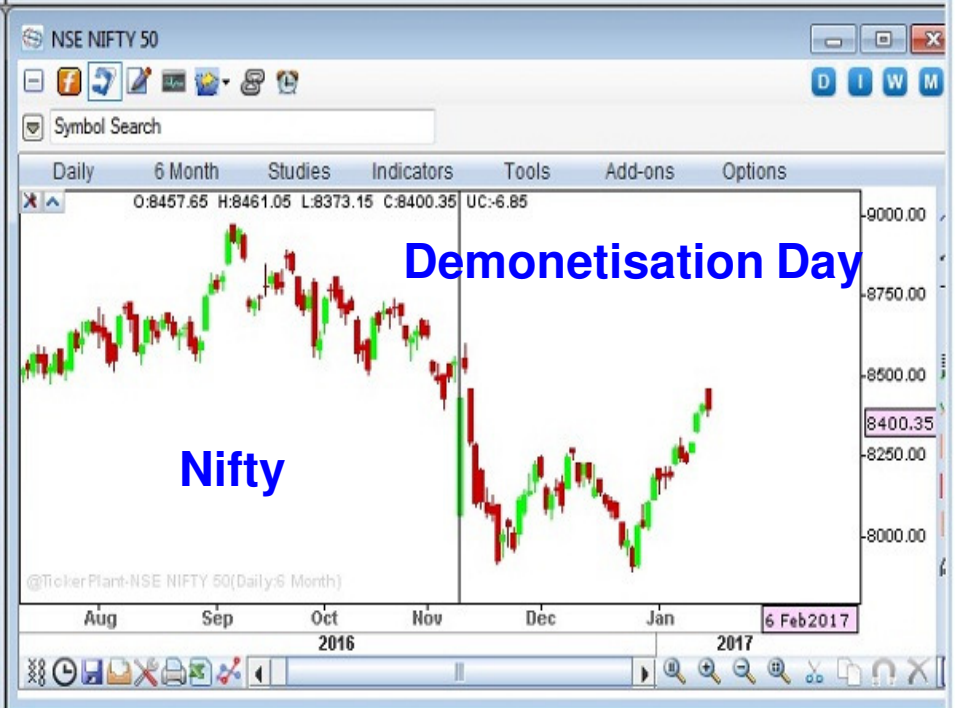 NSE NIFTY 50
D I W M
Symbol Search
Daily 6 Month Studies Indicators Tools Add-ons Options
O:8457.65 H:8461.05 L:8373.15 C:8400.35 UC:-6.85
9000.00
Demonetisation Day
8750.00
8500.00
8400.35
8250.00
Nifty
8000.00
@TickerPlant-NSE NIFTY 50(Daily:6 Month)
Aug Sep Oct Nov Dec Jan 6 Feb2017
2016 2017